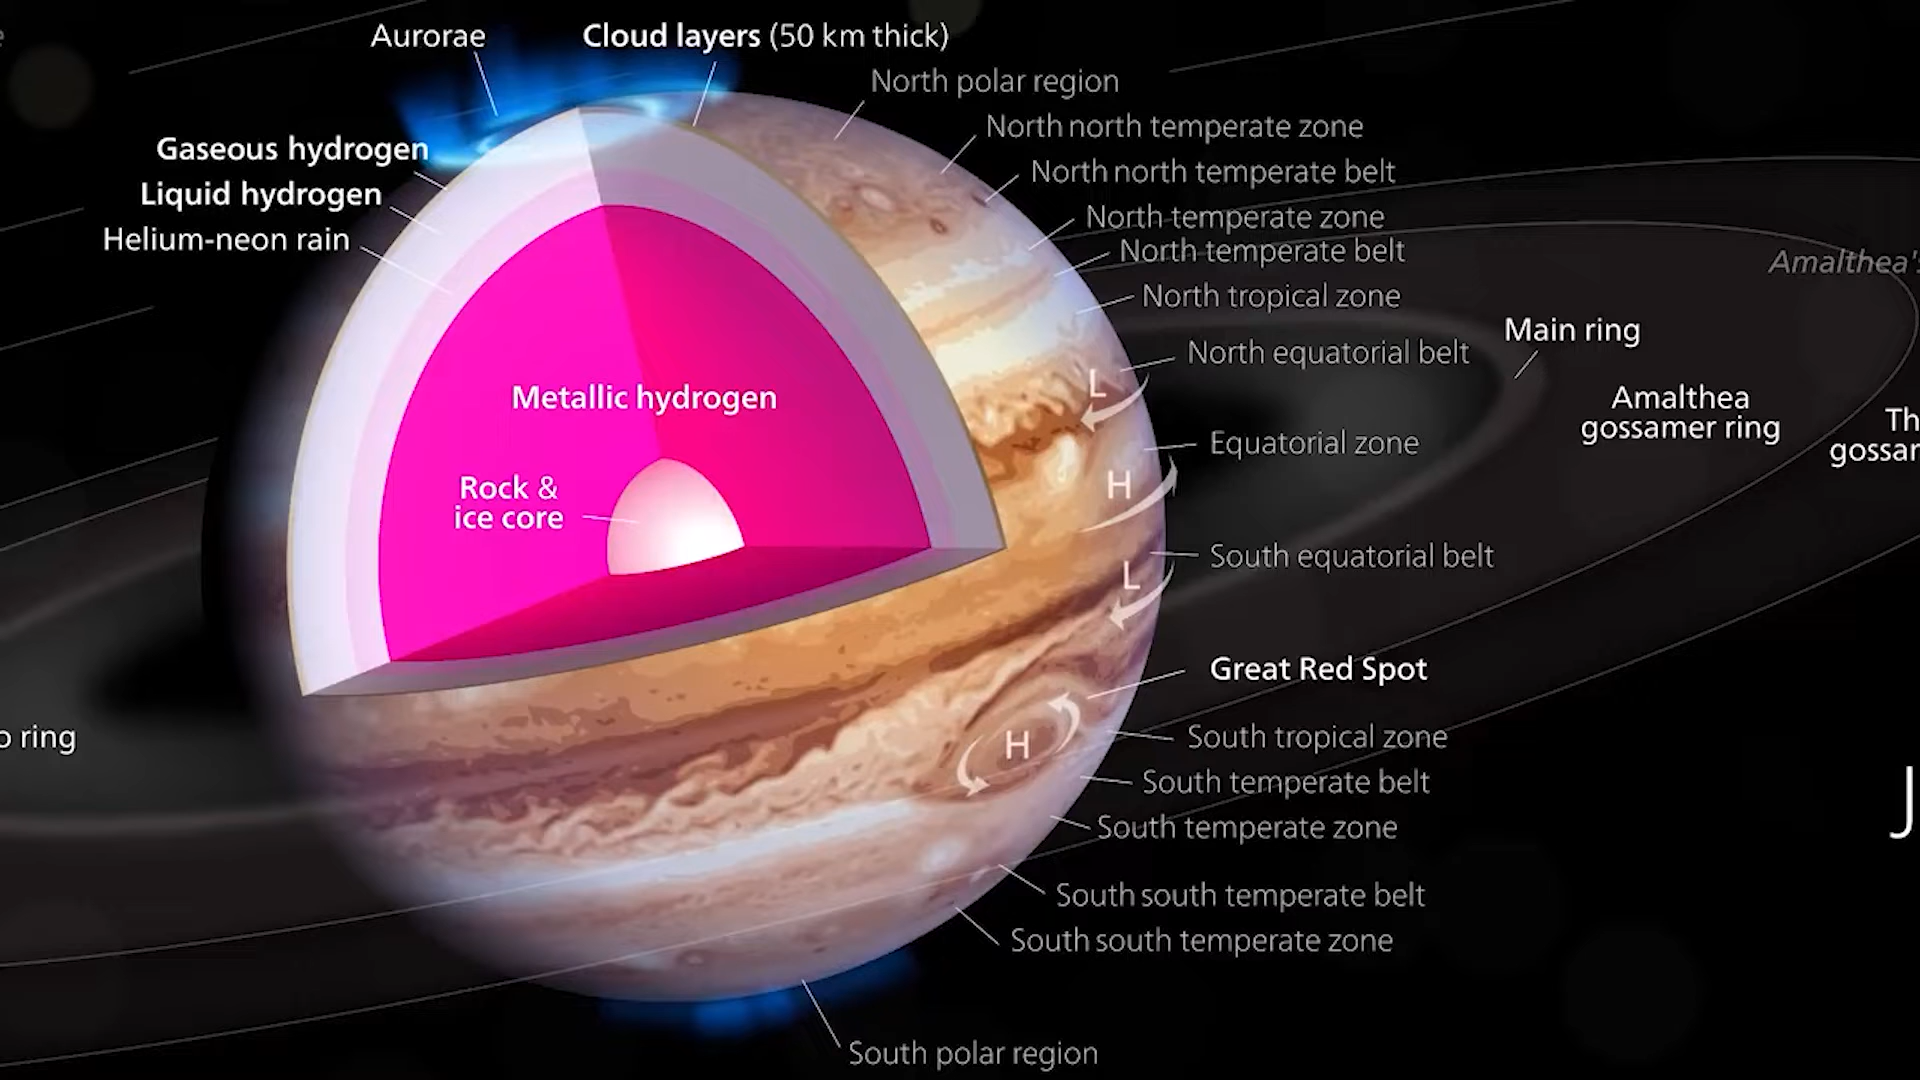 Aurorae
Cloud layers (50 km thick)
North polar region
Gaseous hydrogen
North north temperate zone
Liquid hydrogen
North north temperate belt
Helium-neon rain
North temperate zone
North temperate belt
Amalthea's
North tropical zone
Main ring
North equatorial belt
L
Metallic hydrogen
Amalthea
gossamer ring
Th
gossar
Equatorial zone
H
Rock &
ice core
South equatorial belt
L
Great Red Spot
o ring
H
South tropical zone
South temperate belt
J
South temperate zone
South south temperate belt
South south temperate zone
South polar region